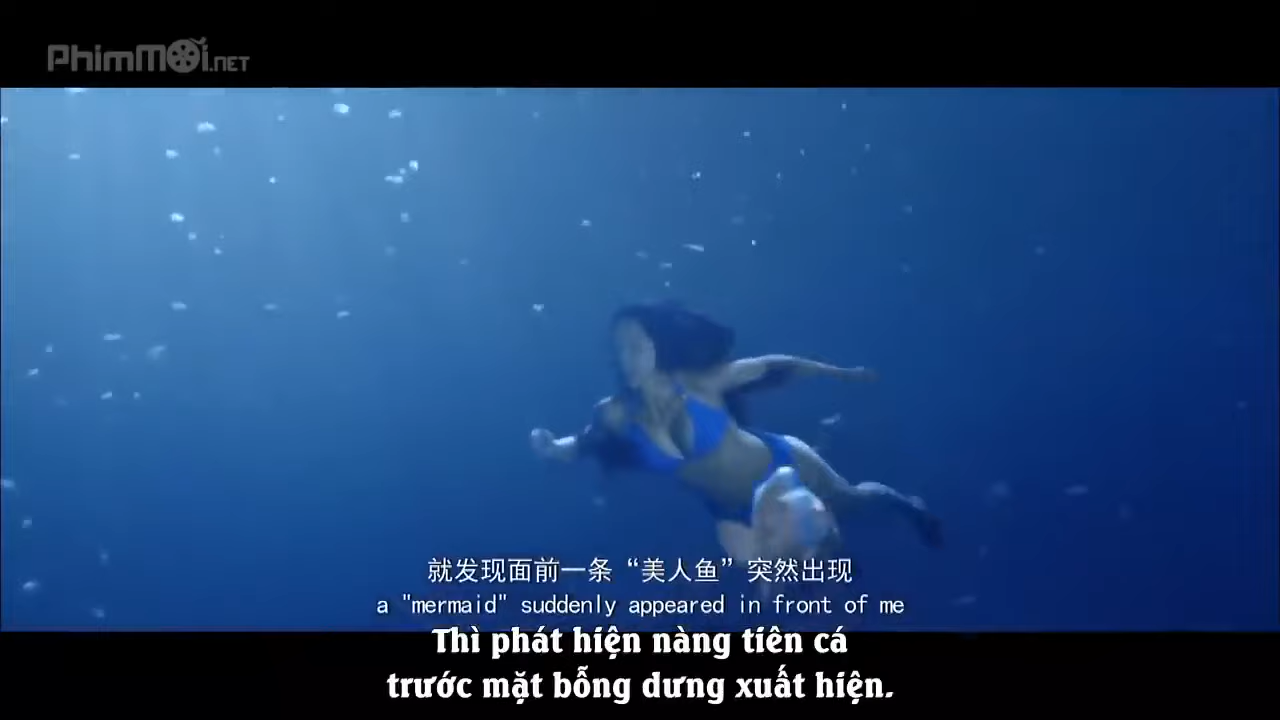 PhimMỡi.NET
就发现面前一条“美人鱼”突然出现
a "mermaid" suddenly appeared in front of me
Thì phát hiện nàng tiên cá
trước mặt bỗng dưng xuất hiện.